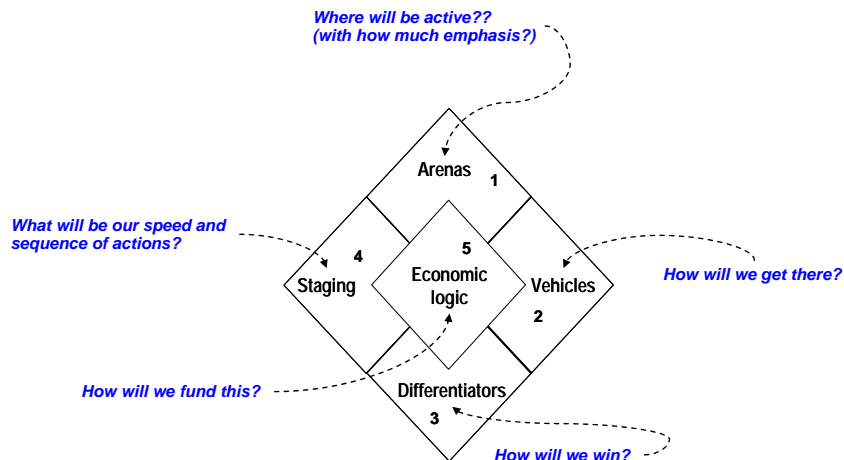 Where will be active??
(with how much emphasis?)
Arenas
1
What will be our speed and
sequence of actions?
4
Staging
5
Economic
logic
Vehicles
2
How will we get there?
How will we fund this?
Differentiators
3
How will we win?